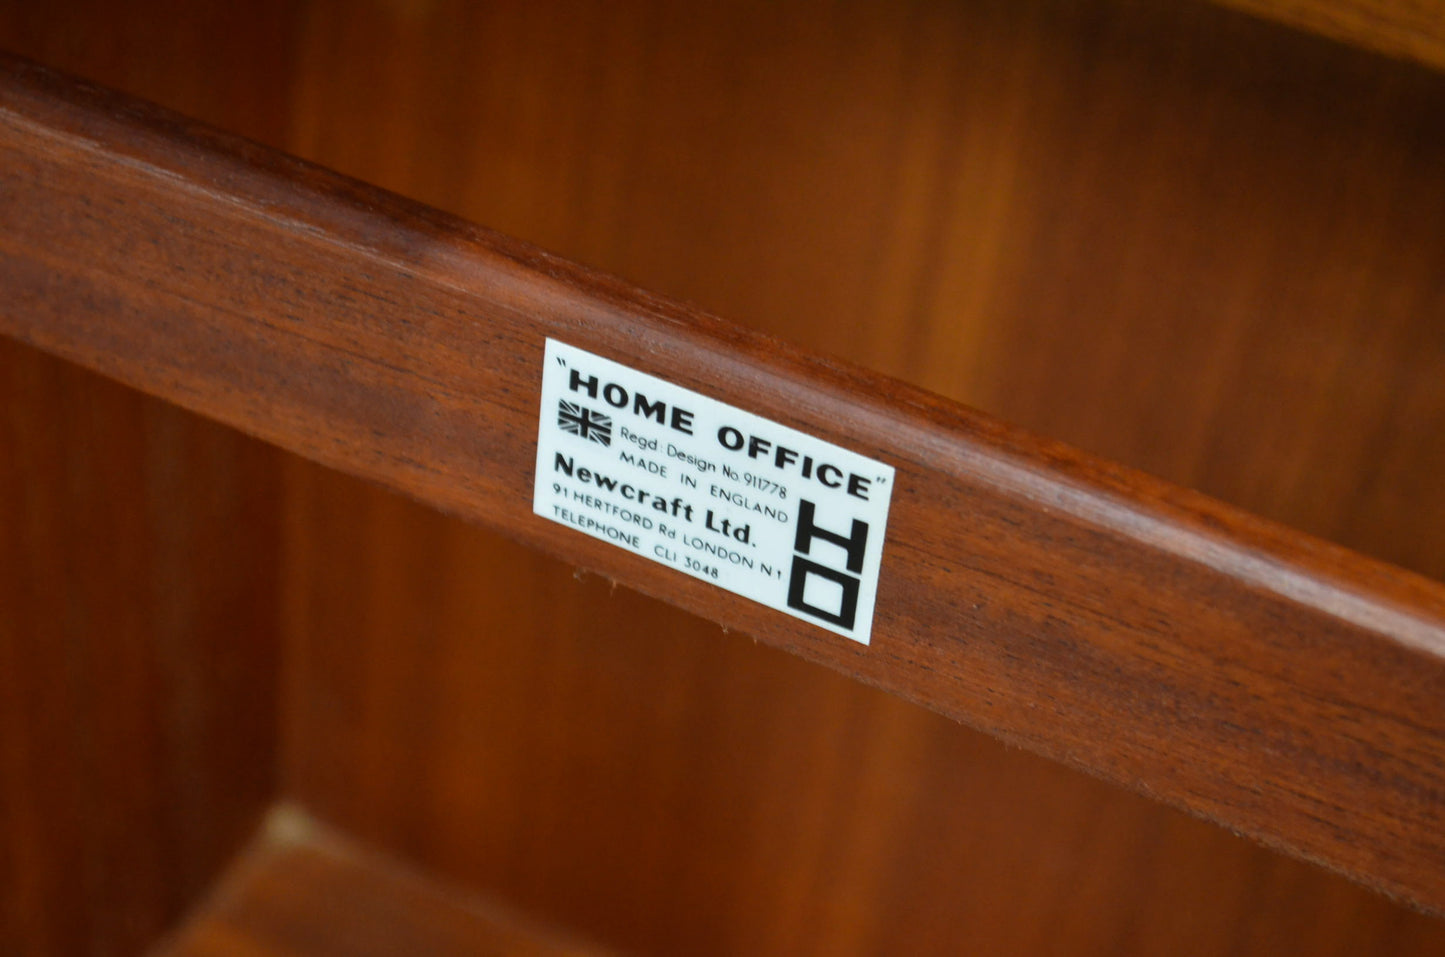 "HOME OFFICE"
Regd: Design No. 911778
MADE IN ENGLAND
Newcraft Ltd.
91 HERTFORD Rd LONDON N1
TELEPHONE CLI 3048
HO